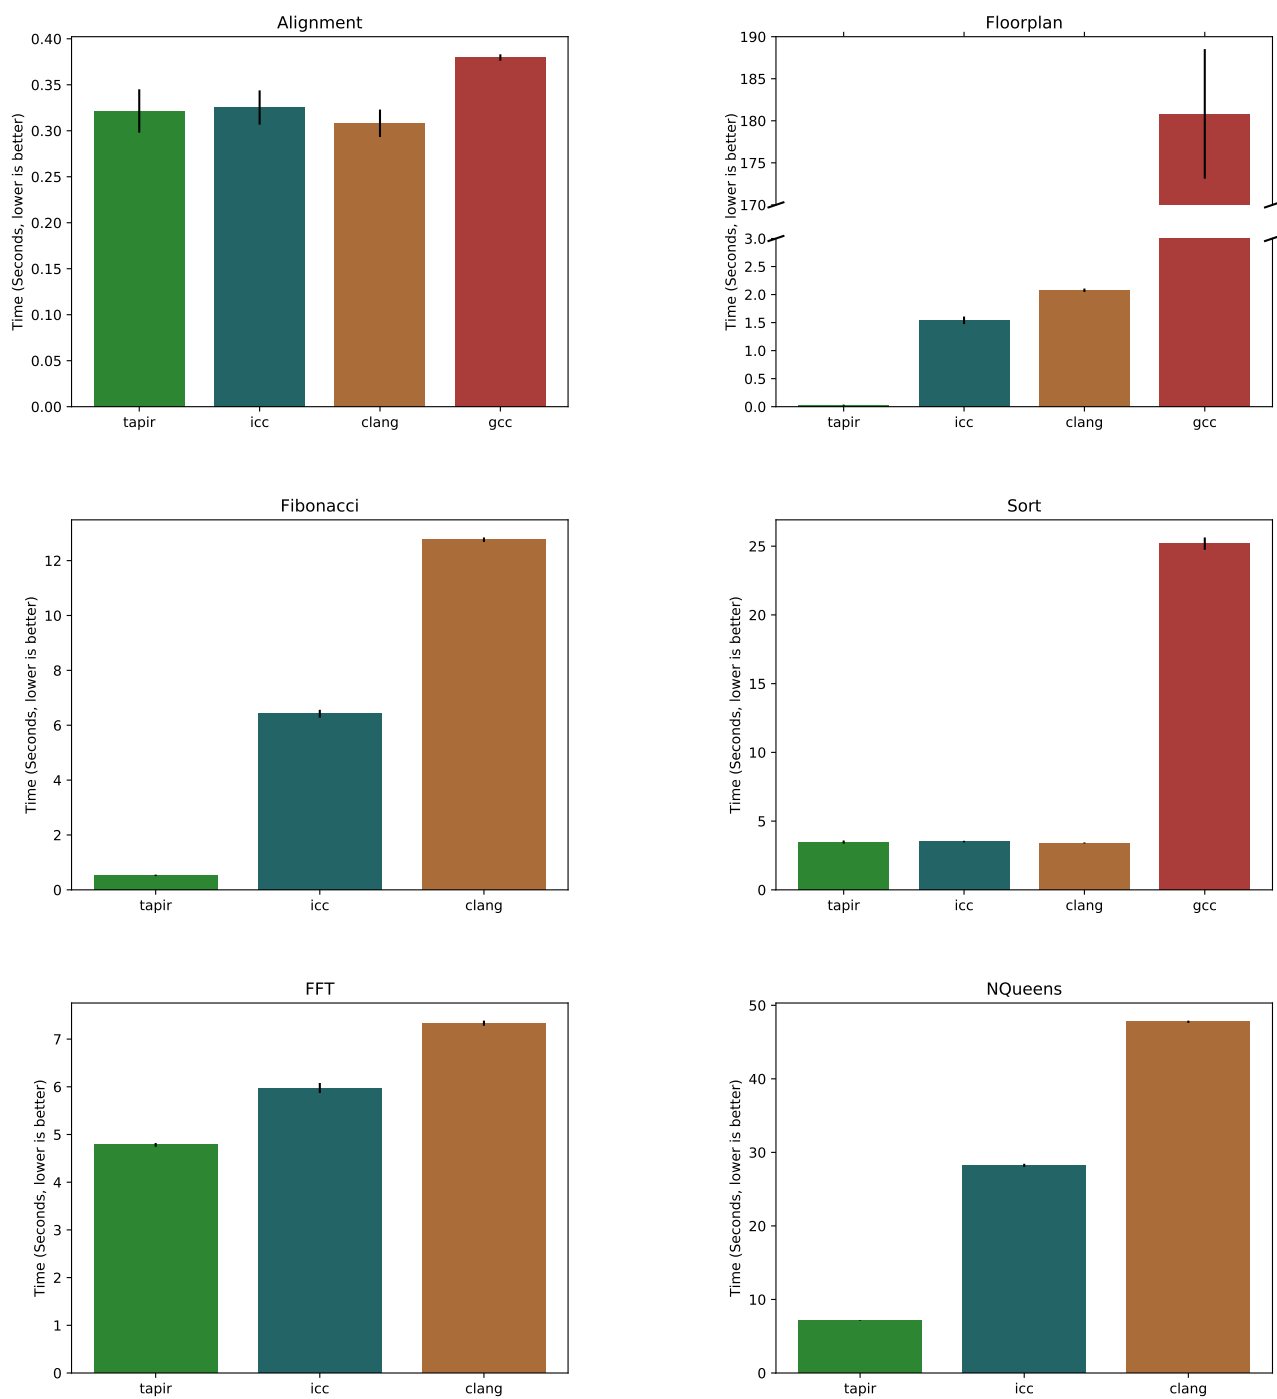 Alignment
Time (Seconds, lower is better)
0.40
0.35
0.30
0.25
0.20
0.15
0.10
0.05
0.00
tapir icc clang gcc
Floorplan
Time (Seconds, lower is better)
190
185
180
175
170
3.0
2.5
2.0
1.5
1.0
0.5
0.0
tapir icc clang gcc
Fibonacci
Time (Seconds, lower is better)
12
10
8
6
4
2
0
tapir icc clang
Sort
Time (Seconds, lower is better)
25
20
15
10
5
0
tapir icc clang gcc
FFT
Time (Seconds, lower is better)
7
6
5
4
3
2
1
0
tapir icc clang
NQueens
Time (Seconds, lower is better)
50
40
30
20
10
0
tapir icc clang